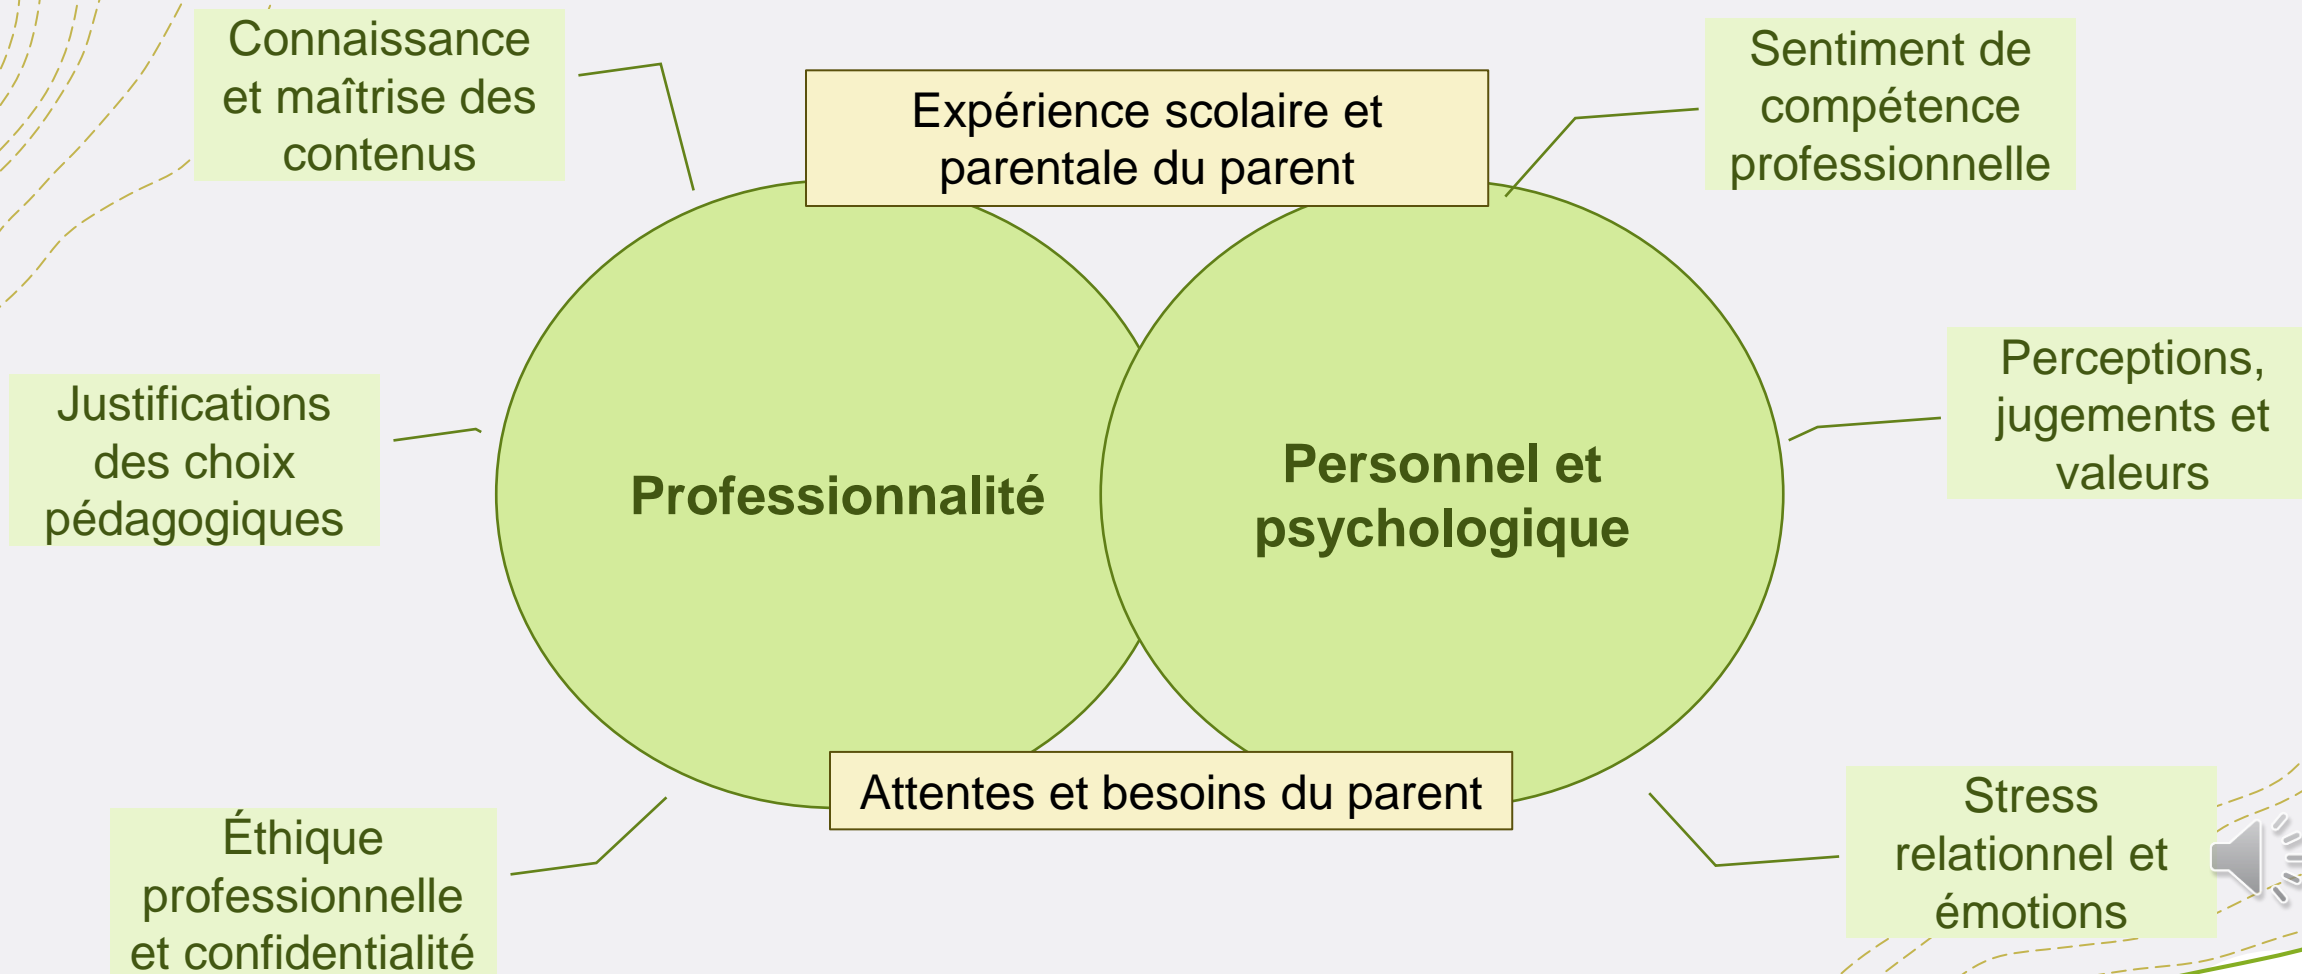 Connaissance
et maîtrise des
contenus
Expérience scolaire et
parentale du parent
Sentiment de
compétence
professionnelle
Justifications
des choix
pédagogiques
Professionnalité
Personnel et
psychologique
Perceptions,
jugements et
valeurs
Éthique
professionnelle
et confidentialité
Attentes et besoins du parent
Stress
relationnel et
émotions